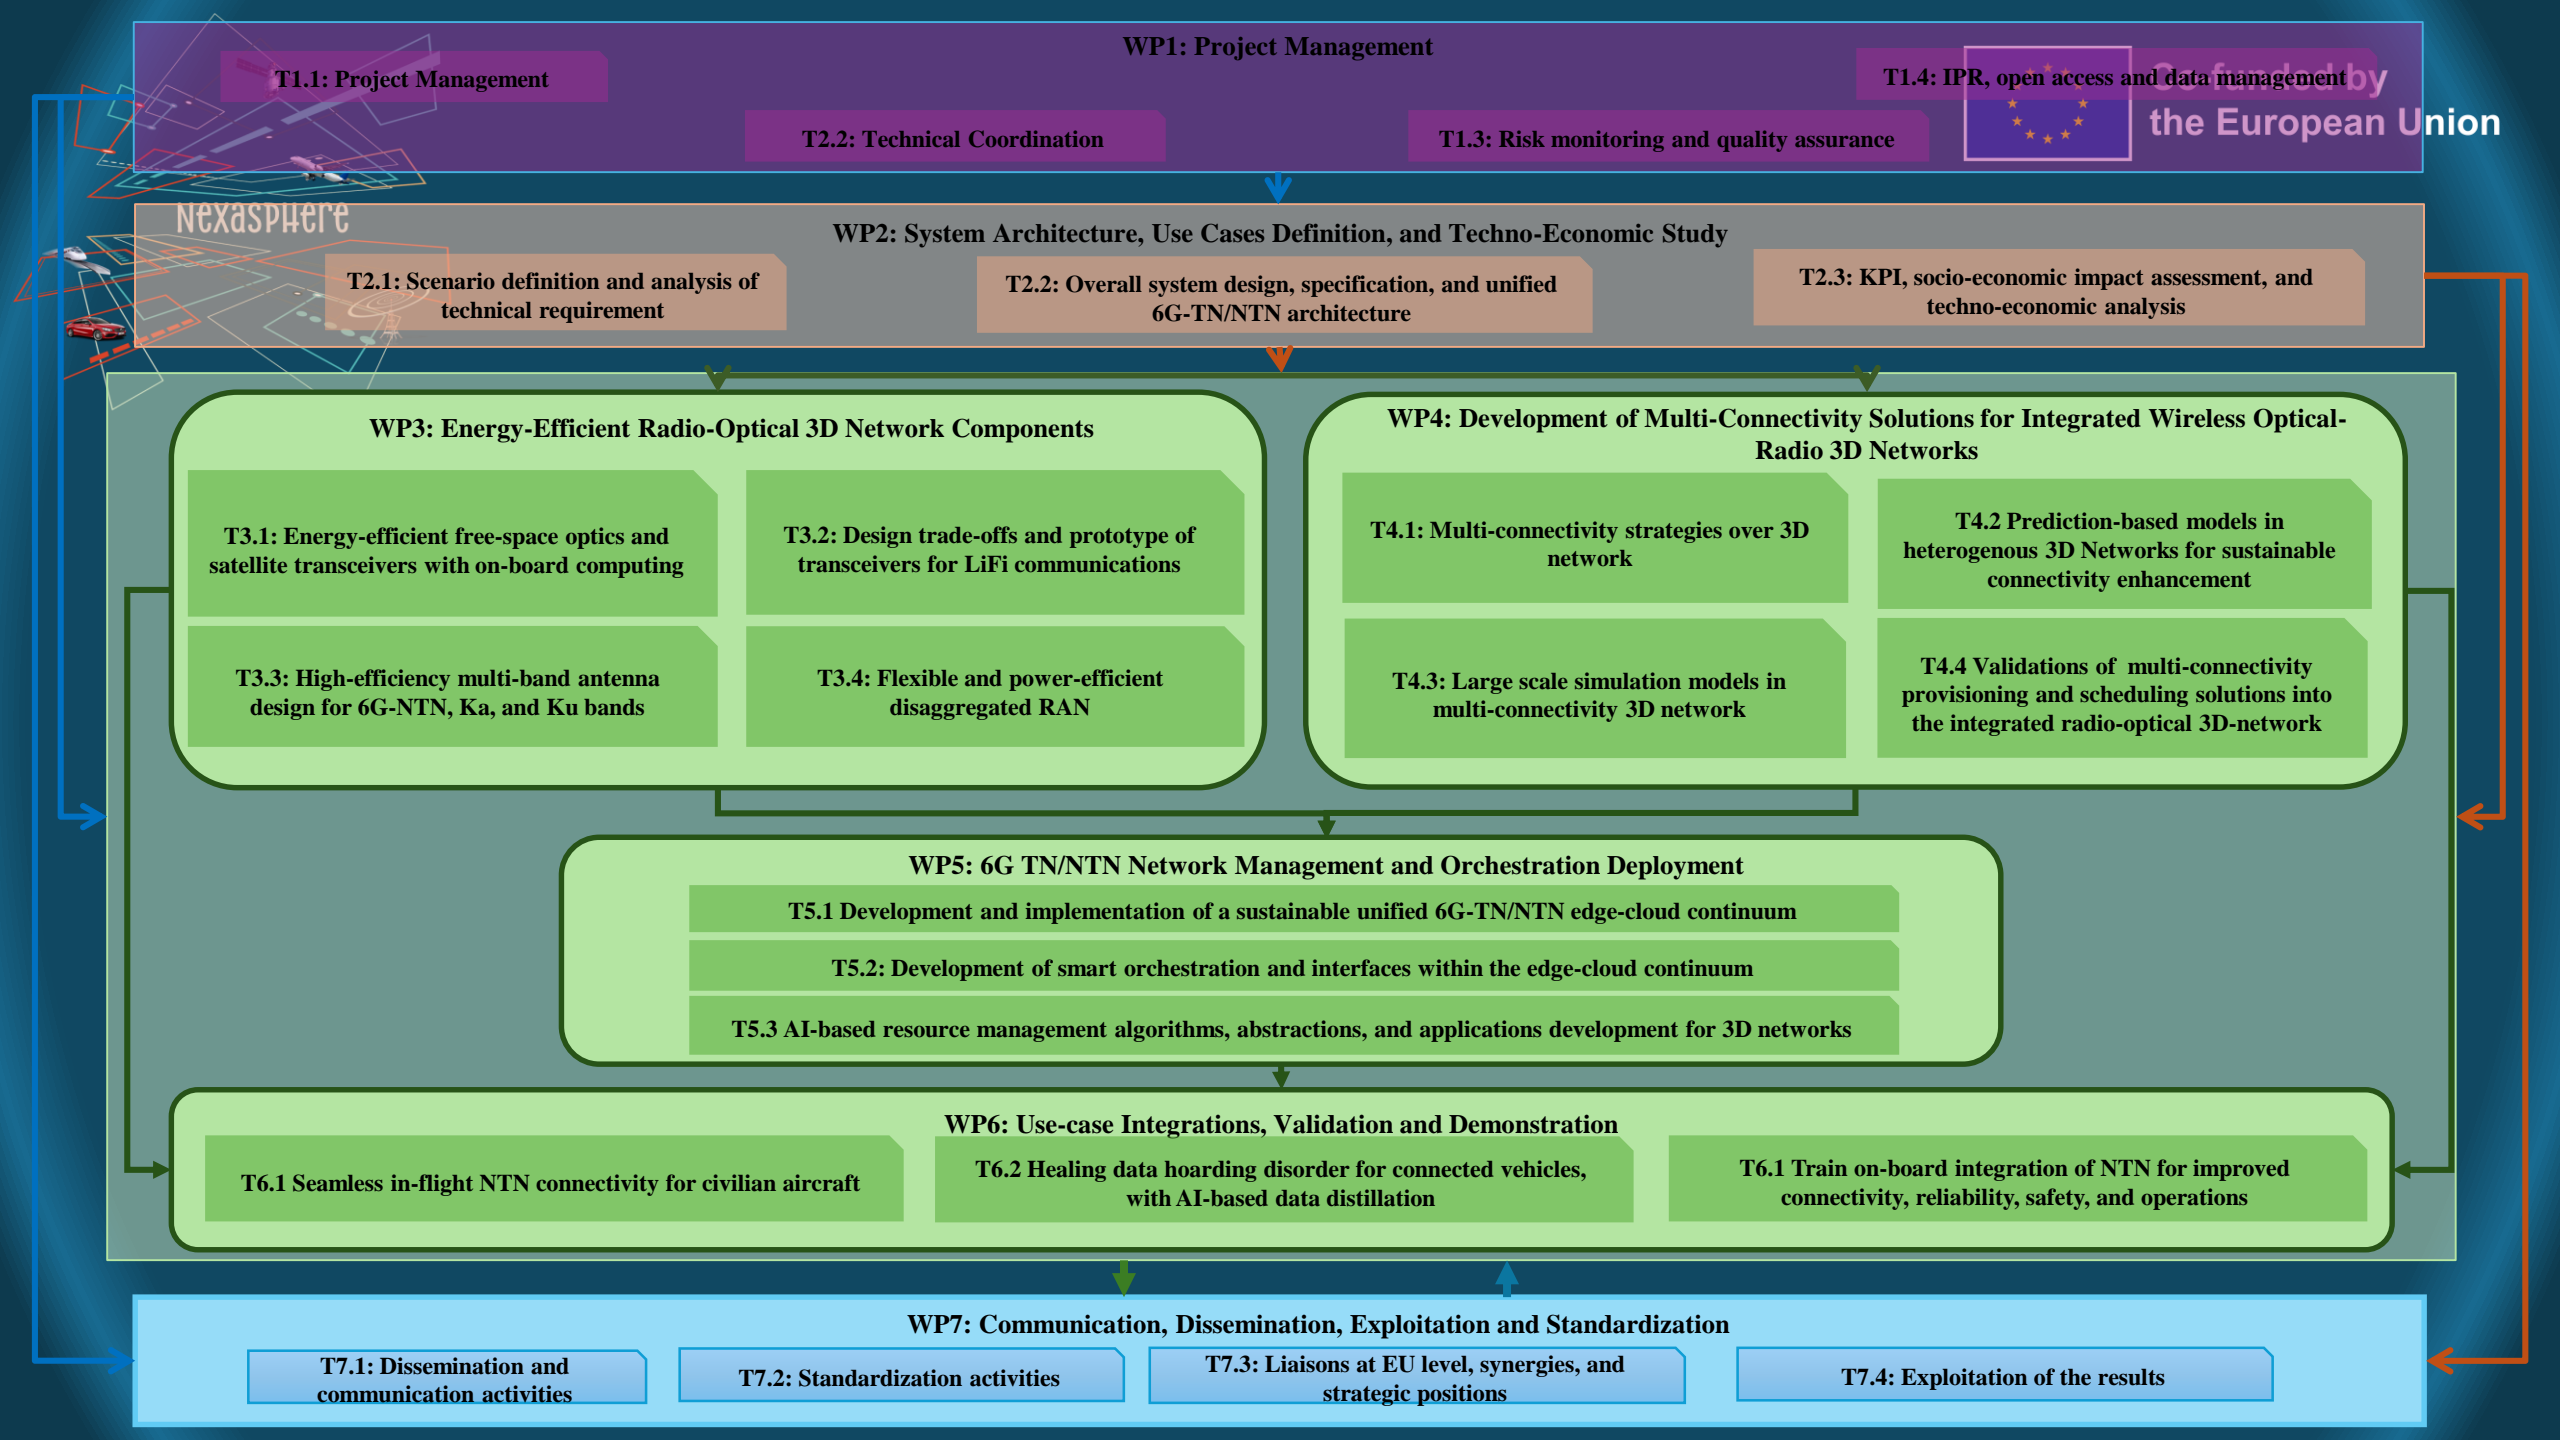 WP1: Project Management
T1.1: Project Management
T1.4: IPR, open access and data management
Co-funded by
the European Union
T2.2: Technical Coordination
T1.3: Risk monitoring and quality assurance
NexaSPHere
WP2: System Architecture, Use Cases Definition, and Techno-Economic Study
T2.1: Scenario definition and analysis of
technical requirement
T2.2: Overall system design, specification, and unified
6G-TN/NTN architecture
T2.3: KPI, socio-economic impact assessment, and
techno-economic analysis
WP3: Energy-Efficient Radio-Optical 3D Network Components
T3.1: Energy-efficient free-space optics and
satellite transceivers with on-board computing
T3.2: Design trade-offs and prototype of
transceivers for LiFi communications
T3.3: High-efficiency multi-band antenna
design for 6G-NTN, Ka, and Ku bands
T3.4: Flexible and power-efficient
disaggregated RAN
WP4: Development of Multi-Connectivity Solutions for Integrated Wireless Optical-
Radio 3D Networks
T4.1: Multi-connectivity strategies over 3D
network
T4.2 Prediction-based models in
heterogenous 3D Networks for sustainable
connectivity enhancement
T4.3: Large scale simulation models in
multi-connectivity 3D network
T4.4 Validations of  multi-connectivity
provisioning and scheduling solutions into
the integrated radio-optical 3D-network
WP5: 6G TN/NTN Network Management and Orchestration Deployment
T5.1 Development and implementation of a sustainable unified 6G-TN/NTN edge-cloud continuum
T5.2: Development of smart orchestration and interfaces within the edge-cloud continuum
T5.3 AI-based resource management algorithms, abstractions, and applications development for 3D networks
WP6: Use-case Integrations, Validation and Demonstration
T6.1 Seamless in-flight NTN connectivity for civilian aircraft
T6.2 Healing data hoarding disorder for connected vehicles,
with AI-based data distillation
T6.1 Train on-board integration of NTN for improved
connectivity, reliability, safety, and operations
WP7: Communication, Dissemination, Exploitation and Standardization
T7.1: Dissemination and
communication activities
T7.2: Standardization activities
T7.3: Liaisons at EU level, synergies, and
strategic positions
T7.4: Exploitation of the results